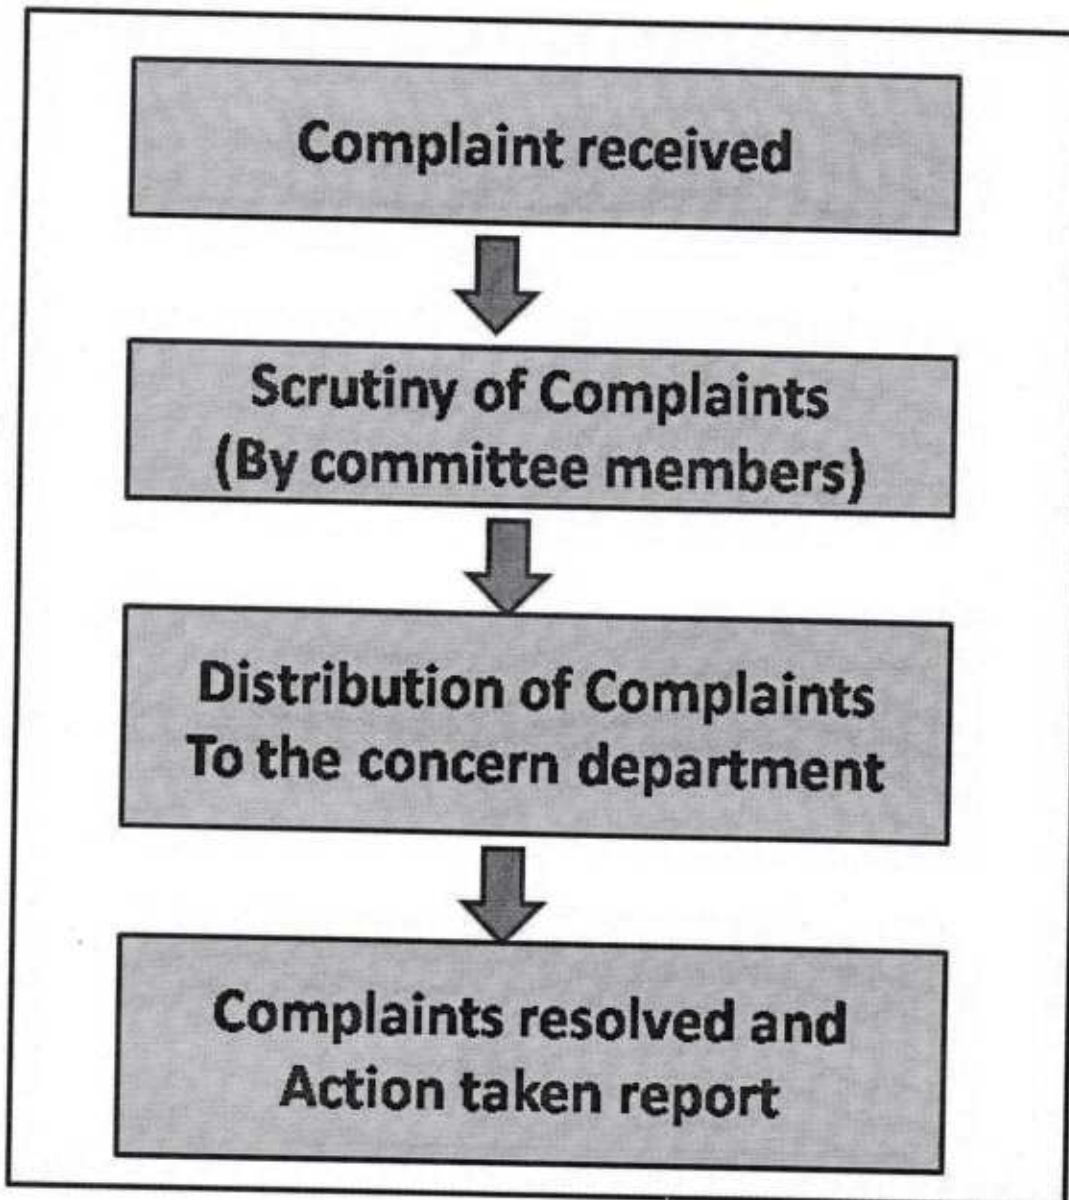 Complaint received
Scrutiny of Complaints
(By committee members)
Distribution of Complaints
To the concern department
Complaints resolved and
Action taken report